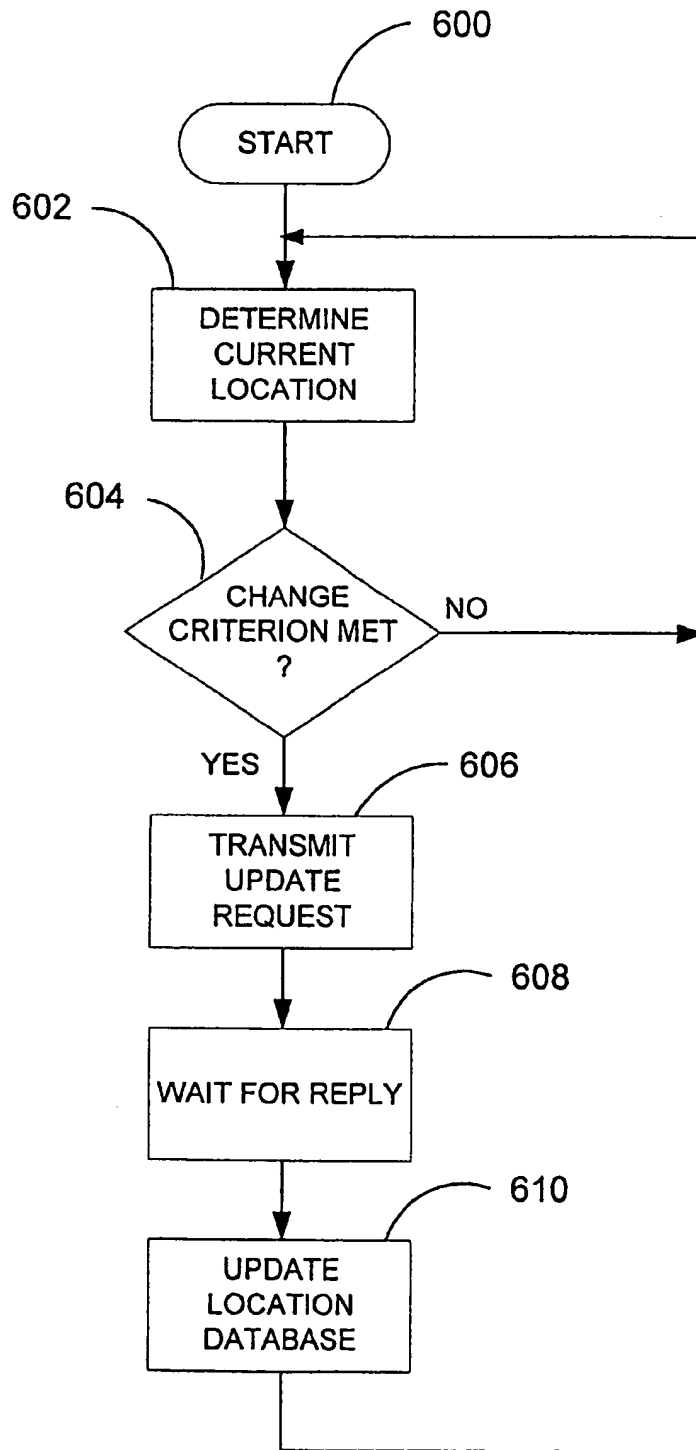 600
START
602
DETERMINE
CURRENT
LOCATION
604
CHANGE
CRITERION MET
?
NO
YES
606
TRANSMIT
UPDATE
REQUEST
608
WAIT FOR REPLY
610
UPDATE
LOCATION
DATABASE